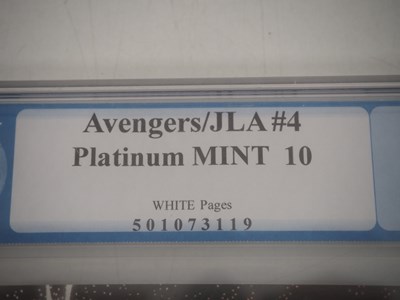 Avengers/JLA #4
Platinum MINT 10
WHITE Pages
501073119